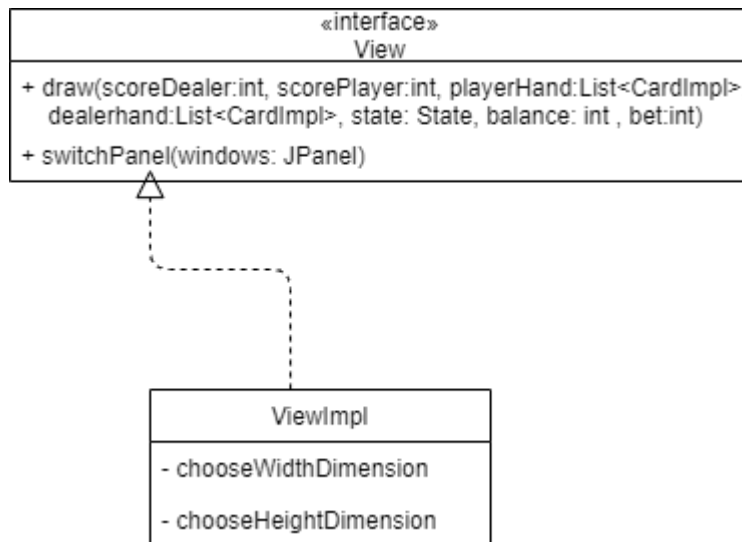 «interface»
View
+ draw(scoreDealer:int, scorePlayer:int, playerHand:List<CardImpl>
dealerhand:List<CardImpl>, state: State, balance: int , bet:int)
+ switchPanel(windows: JPanel)
ViewImpl
- chooseWidthDimension
- chooseHeightDimension